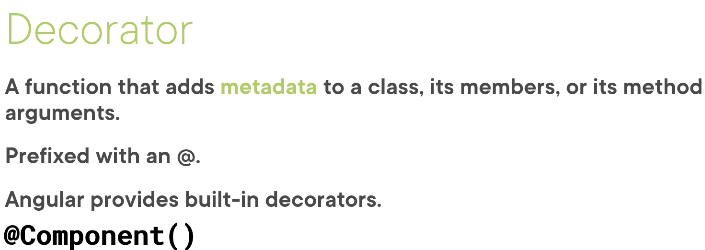 Decorator
A function that adds metadata to a class, its members, or its method
arguments.
Prefixed with an @.
Angular provides built-in decorators.
@Component()